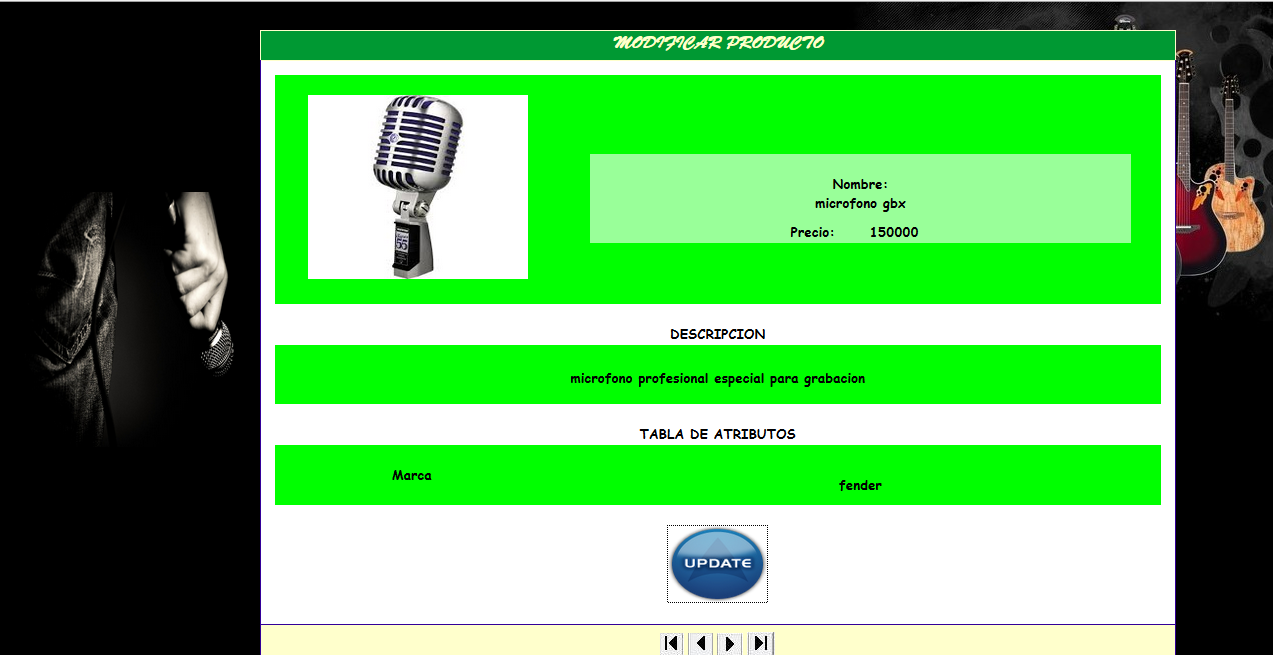 MODIFICAR PRODUCTO
Nombre:
microfono gbx
Precio: 150000
DESCRIPCION
microfono profesional especial para grabacion
TABLA DE ATRIBUTOS
Marca
fender
UPDATE